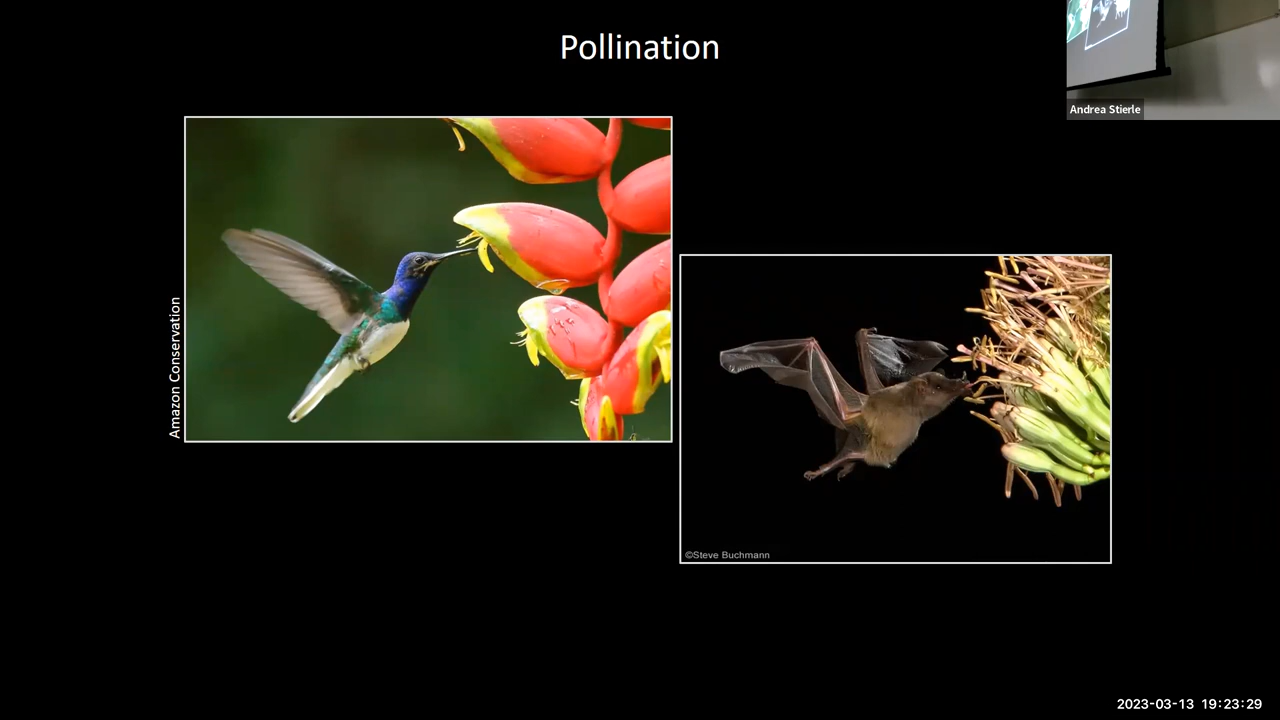 Pollination
Andrea Stierle
Amazon Conservation
©Steve Buchmann
2023-03-13 19:23:29